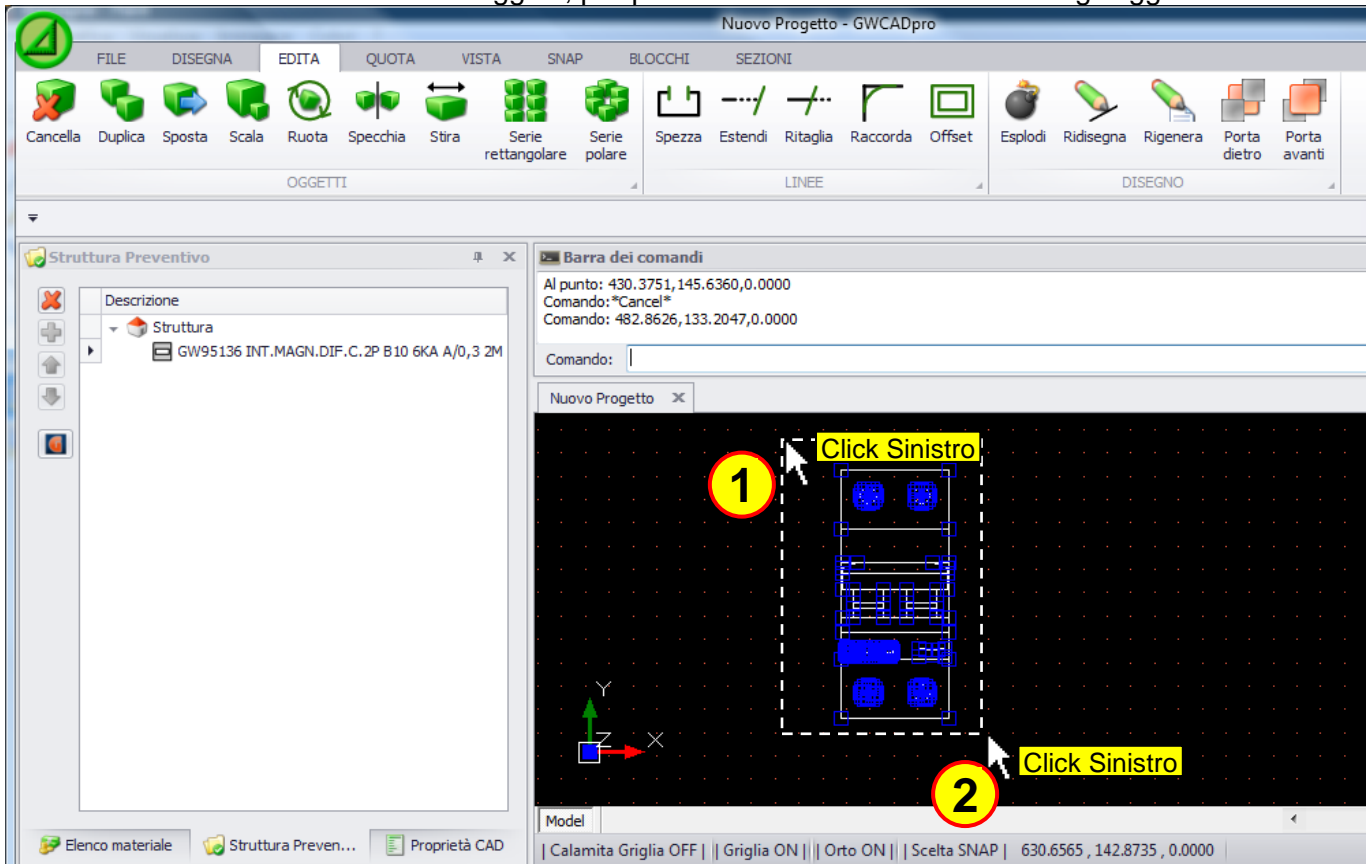 Nuovo Progetto - GWCADpro
FILE DISEGNA EDITA QUOTA VISTA SNAP BLOCCHI SEZIONI
Cancella Duplica Sposta Scala Ruota Specchia Stira Serie rettangolare Serie polare Spezza Estendi Ritaglia Raccorda Offset Esplodi Ridisegna Rigenera Porta dietro Porta avanti
OGGETTI LINEE DISEGNO
Struttura Preventivo
Descrizione
Struttura
GW95136 INT.MAGN.DIF.C.2P B10 6KA A/0,3 2M
Barra dei comandi
Al punto: 430.3751,145.6360,0.0000
Comando:*Cancel*
Comando: 482.8626,133.2047,0.0000
Comando:
Nuovo Progetto
1 Click Sinistro
Y
Z X
2 Click Sinistro
Model
Elenco materiale Struttura Preven... Proprietà CAD
| Calamita Griglia OFF | | Griglia ON | | Orto ON | | Scelta SNAP | 630.6565 , 142.8735 , 0.0000